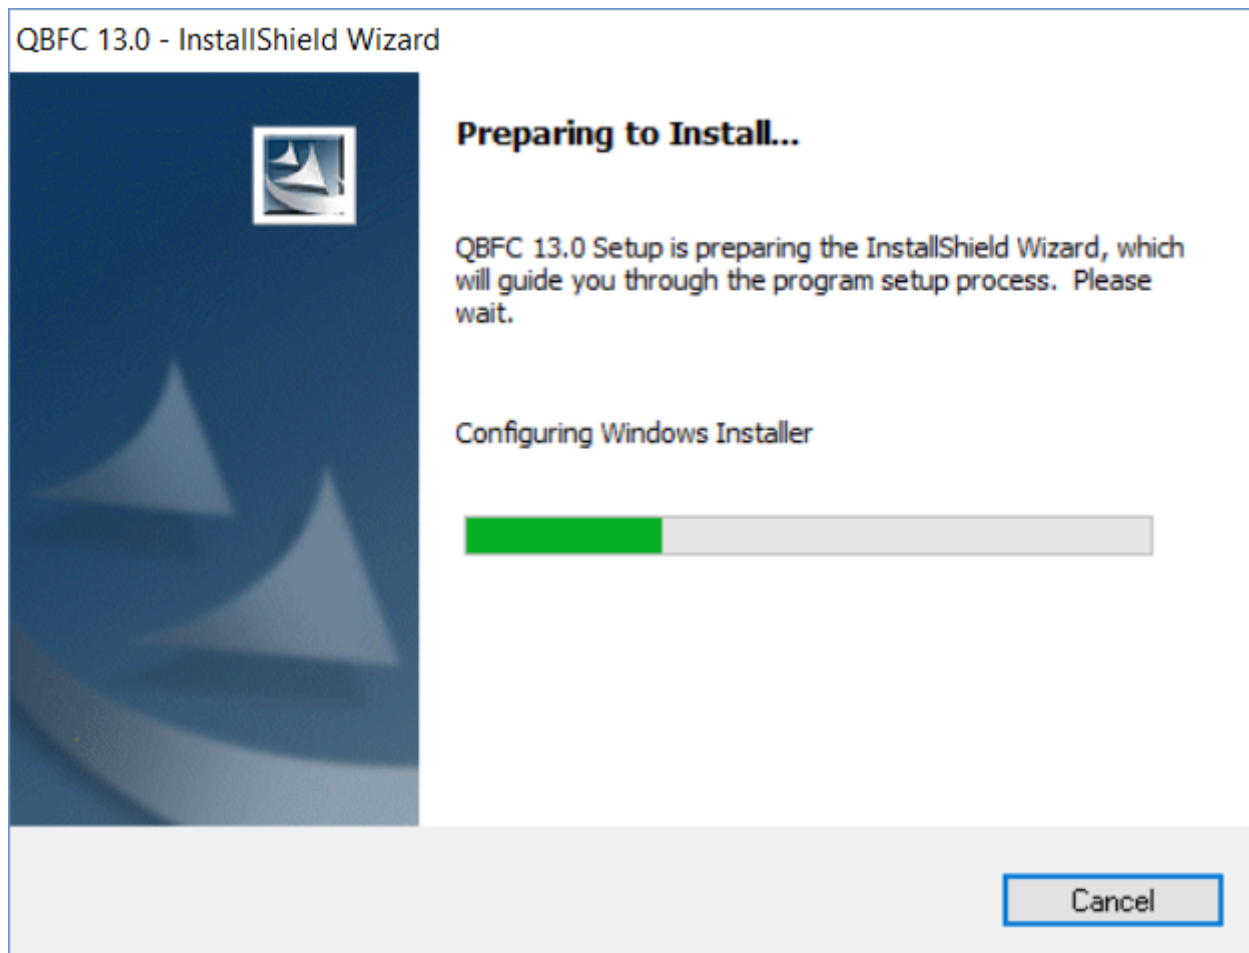 QBFC 13.0 - InstallShield Wizard
Preparing to Install...
QBFC 13.0 Setup is preparing the InstallShield Wizard, which
will guide you through the program setup process.  Please
wait.
Configuring Windows Installer
Cancel